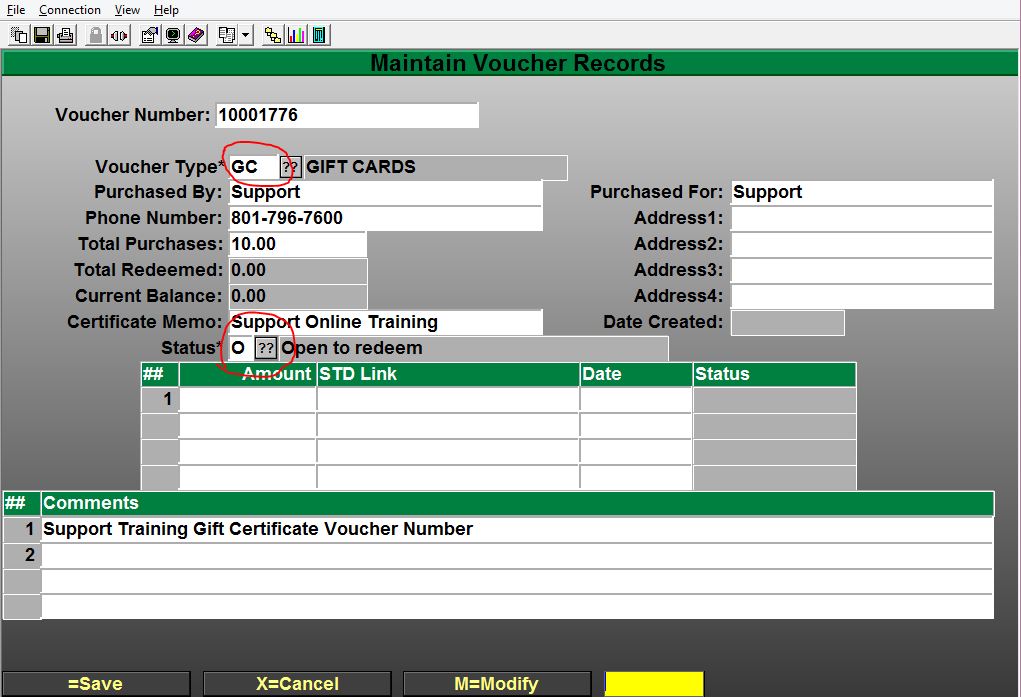 File Connection View Help
Maintain Voucher Records
Voucher Number: 10001776
Voucher Type* GC ?? GIFT CARDS
Purchased By: Support Purchased For: Support
Phone Number: 801-796-7600 Address1:
Total Purchases: 10.00 Address2:
Total Redeemed: 0.00 Address3:
Current Balance: 0.00 Address4:
Certificate Memo: Support Online Training Date Created:
Status* O ?? Open to redeem
## Amount STD Link Date Status
1
## Comments
1 Support Training Gift Certificate Voucher Number
2
=Save X=Cancel M=Modify